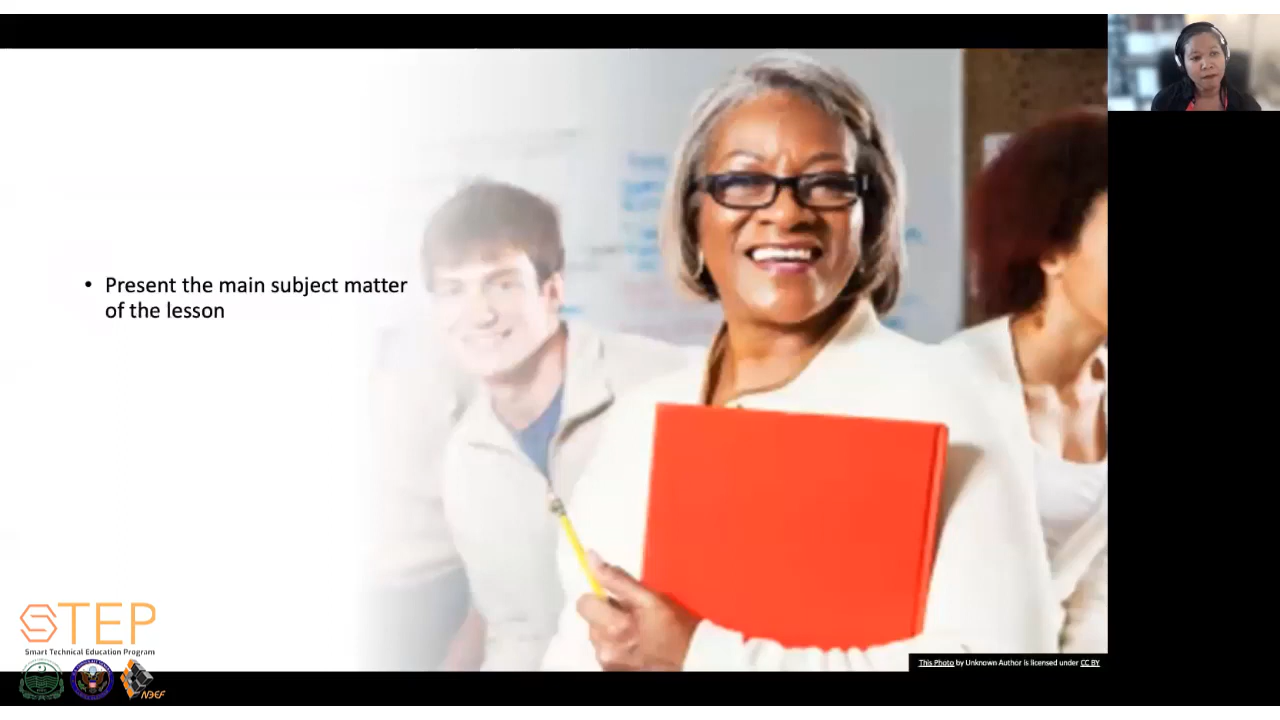 • Present the main subject matter
of the lesson
STEP
Smart Technical Education Program
NDEF
This Photo by Unknown Author is licensed under CC BY